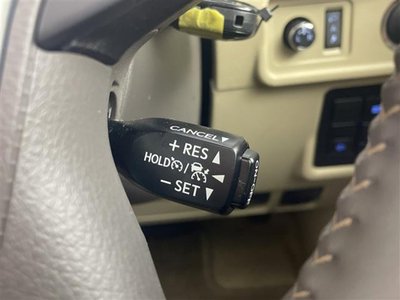 CANCEL
+ RES
HOLD /
– SET